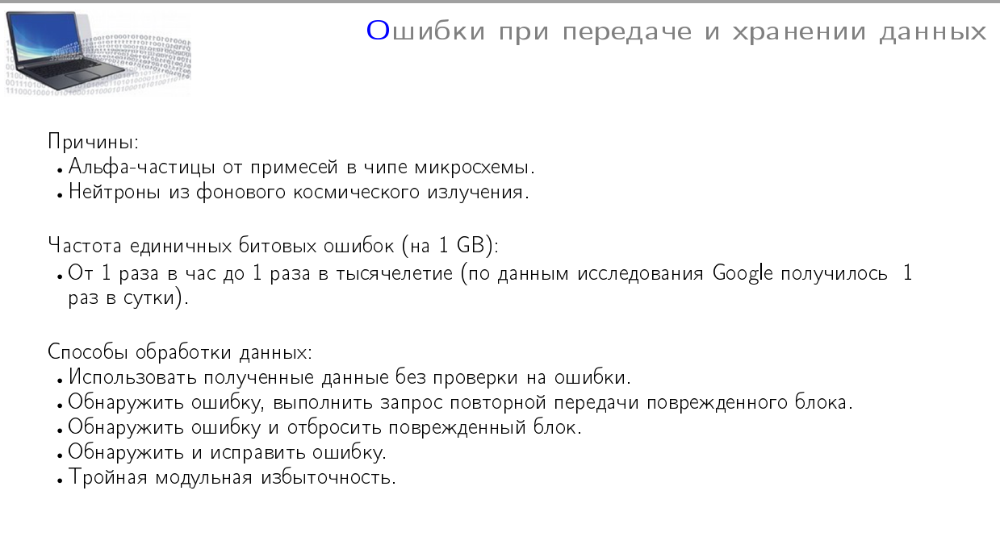 Ошибки при передаче и хранении данных
Причины:
• Альфа-частицы от примесей в чипе микросхемы.
• Нейтроны из фонового космического излучения.
Частота единичных битовых ошибок (на 1 GB):
• От 1 раза в час до 1 раза в тысячелетие (по данным исследования Google получилось 1
раз в сутки).
Способы обработки данных:
• Использовать полученные данные без проверки на ошибки.
• Обнаружить ошибку, выполнить запрос повторной передачи поврежденного блока.
• Обнаружить ошибку и отбросить поврежденный блок.
• Обнаружить и исправить ошибку.
• Тройная модульная избыточность.